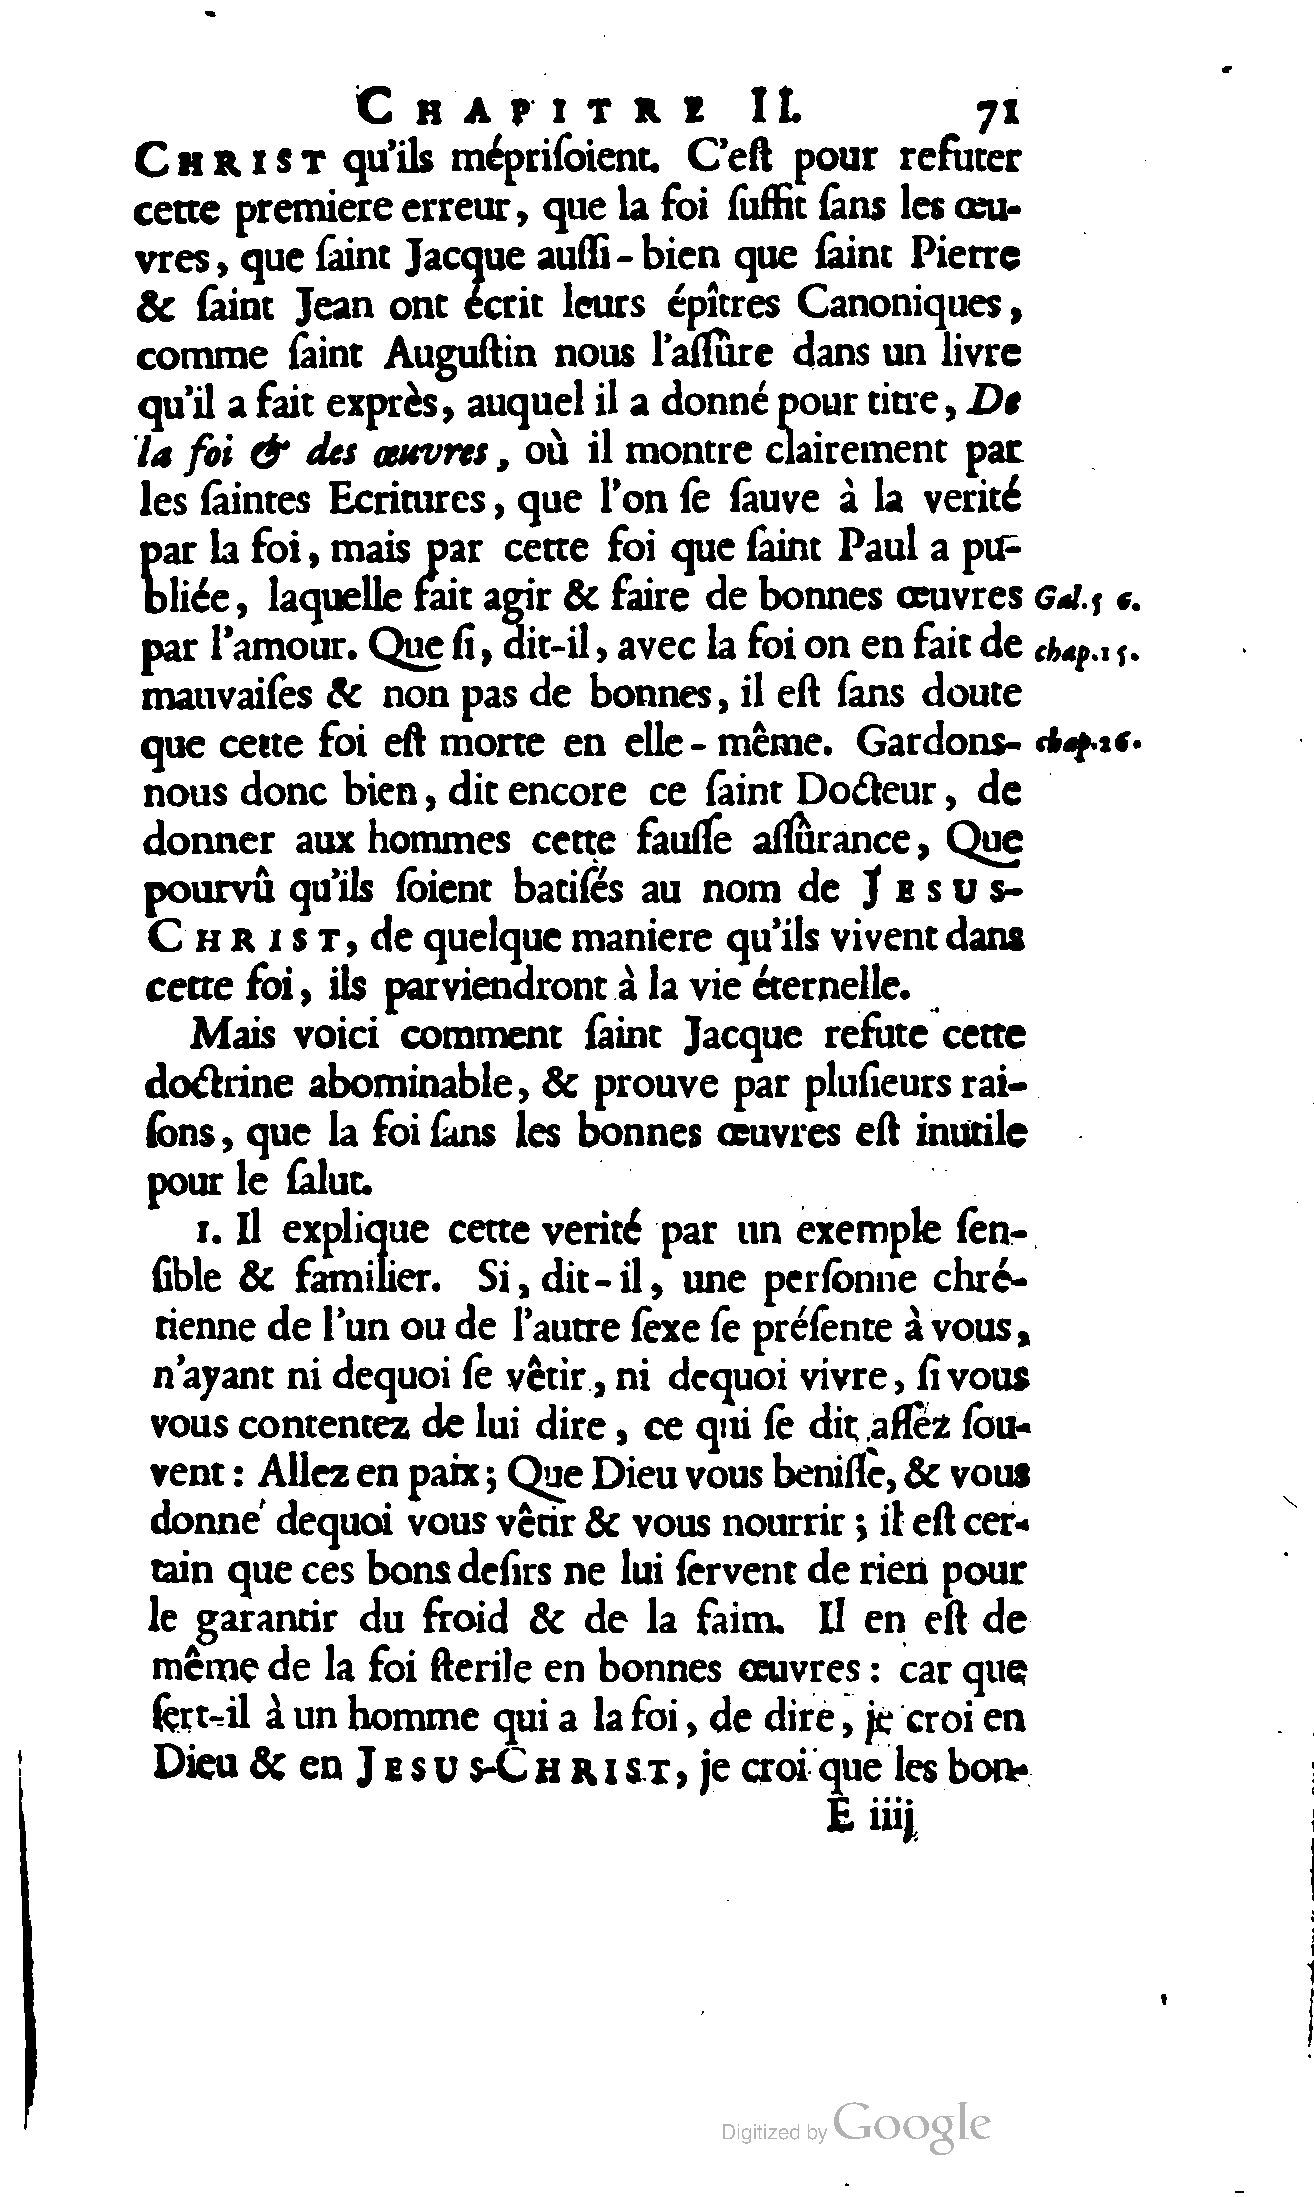 CHAPITRE II. 71
CHRIST qu'ils mépriſoient. C'eſt pour refuter
cette premiere erreur, que la foi ſuffit ſans les œu-
vres, que ſaint Jacque auſſi-bien que ſaint Pierre
& ſaint Jean ont écrit leurs épîtres Canoniques,
comme ſaint Auguſtin nous l'aſſûre dans un livre
qu'il a fait exprès, auquel il a donné pour titre, De
la foi & des œuvres, où il montre clairement par
les ſaintes Ecritures, que l'on ſe ſauve à la verité
par la foi, mais par cette foi que ſaint Paul a pu-
bliée, laquelle fait agir & faire de bonnes œuvres Gal. 5 6.
par l'amour. Que ſi, dit-il, avec la foi on en fait de chap. 15.
mauvaiſes & non pas de bonnes, il eſt ſans doute
que cette foi eſt morte en elle-même. Gardons- chap. 26.
nous donc bien, dit encore ce ſaint Docteur, de
donner aux hommes cette fauſſe aſſûrance, Que
pourvû qu'ils ſoient batiſés au nom de JESUS-
CHRIST, de quelque maniere qu'ils vivent dans
cette foi, ils parviendront à la vie éternelle.
Mais voici comment ſaint Jacque refute cette
doctrine abominable, & prouve par pluſieurs rai-
ſons, que la foi ſans les bonnes œuvres eſt inutile
pour le ſalut.
1. Il explique cette verité par un exemple ſen-
ſible & familier. Si, dit-il, une perſonne chré-
tienne de l'un ou de l'autre ſexe ſe préſente à vous,
n'ayant ni dequoi ſe vêtir, ni dequoi vivre, ſi vous
vous contentez de lui dire, ce qui ſe dit aſſez ſou-
vent : Allez en paix ; Que Dieu vous beniſſe, & vous
donne dequoi vous vêtir & vous nourrir ; il eſt cer-
tain que ces bons deſirs ne lui ſervent de rien pour
le garantir du froid & de la faim. Il en eſt de
même de la foi ſterile en bonnes œuvres : car que
ſert-il à un homme qui a la foi, de dire, je croi en
Dieu & en JESUS-CHRIST, je croi que les bon-
E iiij
Digitized by Google